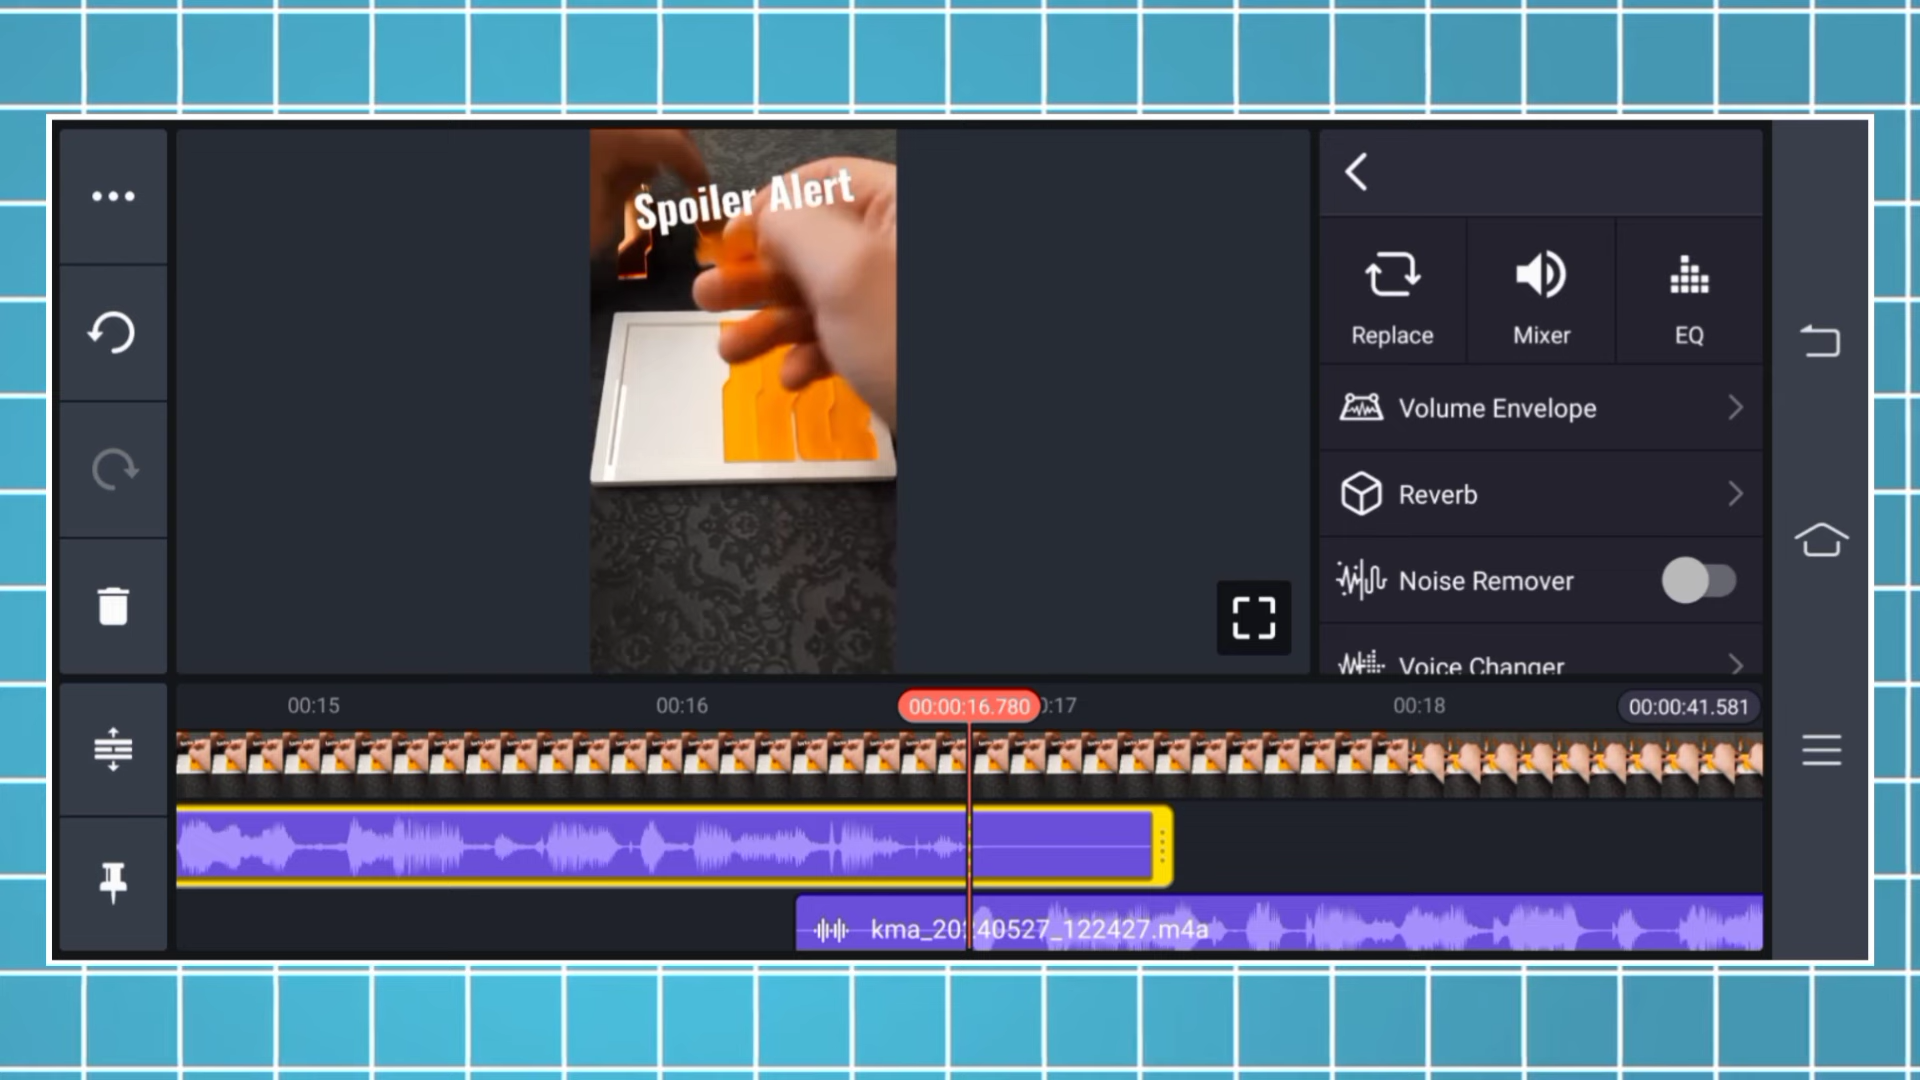 Spoiler Alert
Replace
Mixer
EQ
Volume Envelope
Reverb
Noise Remover
Voice Changer
00:15
00:16
00:00:16.780
0:17
00:18
00:00:41.581
kma_20240527_122427.m4a